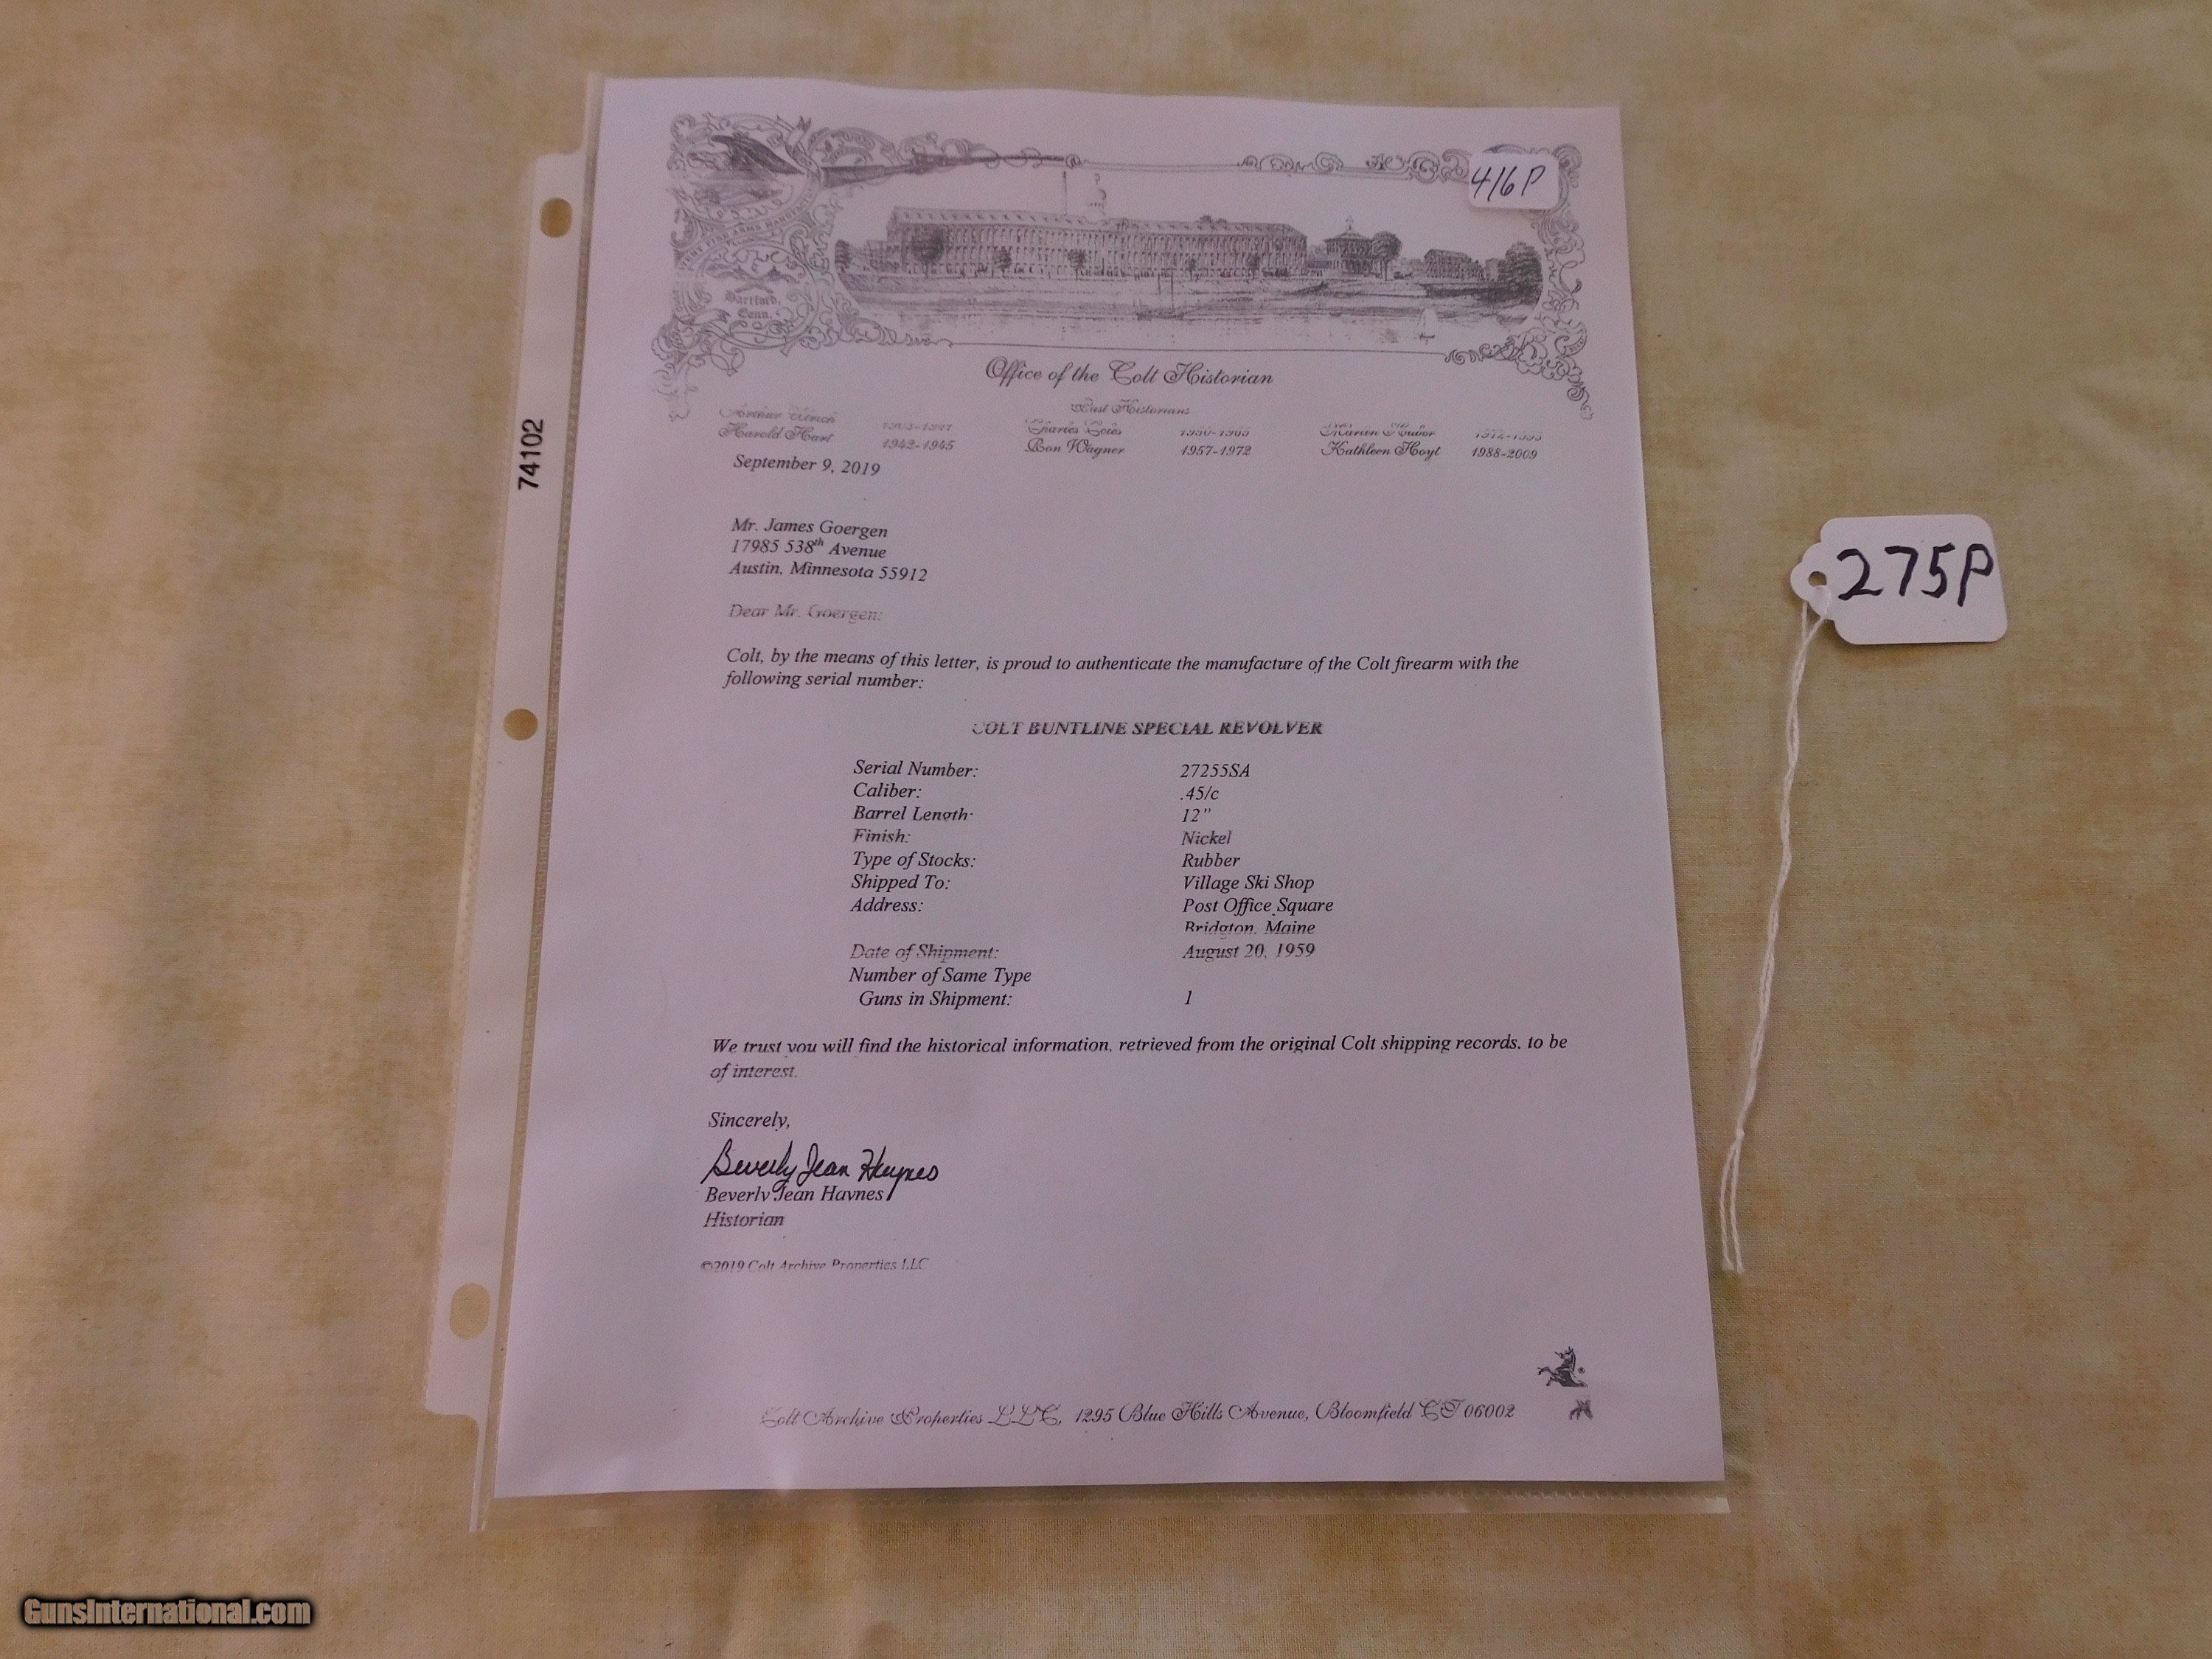 416P
Hartford,
Conn.
Office of the Colt Historian
Past Historians
Harold Hart 1942-1945 Ron Wagner 1957-1972 Kathleen Hoyt 1988-2009
74102
September 9, 2019
Mr. James Goergen
17985 538th Avenue
Austin, Minnesota 55912
Dear Mr. Goergen:
Colt, by the means of this letter, is proud to authenticate the manufacture of the Colt firearm with the
following serial number:
COLT BUNTLINE SPECIAL REVOLVER
Serial Number: 27255SA
Caliber: .45/c
Barrel Length: 12"
Finish: Nickel
Type of Stocks: Rubber
Shipped To: Village Ski Shop
Address: Post Office Square
Bridgton, Maine
Date of Shipment: August 20, 1959
Number of Same Type
Guns in Shipment: 1
We trust you will find the historical information, retrieved from the original Colt shipping records, to be
of interest.
Sincerely,
Beverly Jean Haynes
Beverly Jean Haynes
Historian
©2019 Colt Archive Properties LLC
Colt Archive Properties LLC, 1295 Blue Hills Avenue, Bloomfield CT 06002
275P
GunsInternational.com